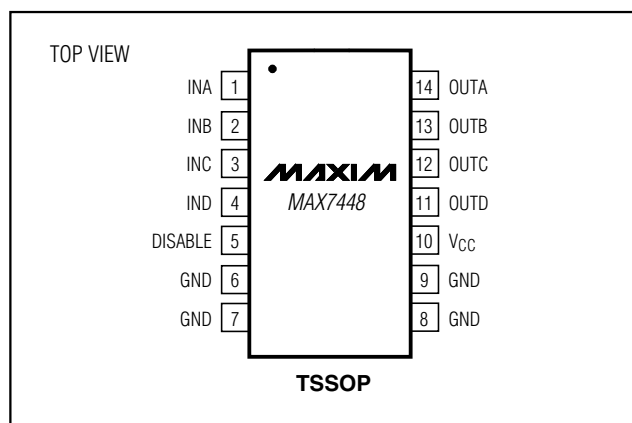 TOP VIEW
INA 1 14 OUTA
INB 2 13 OUTB
INC 3 MAXIM 12 OUTC
IND 4 MAX7448 11 OUTD
DISABLE 5 10 VCC
GND 6 9 GND
GND 7 8 GND
TSSOP